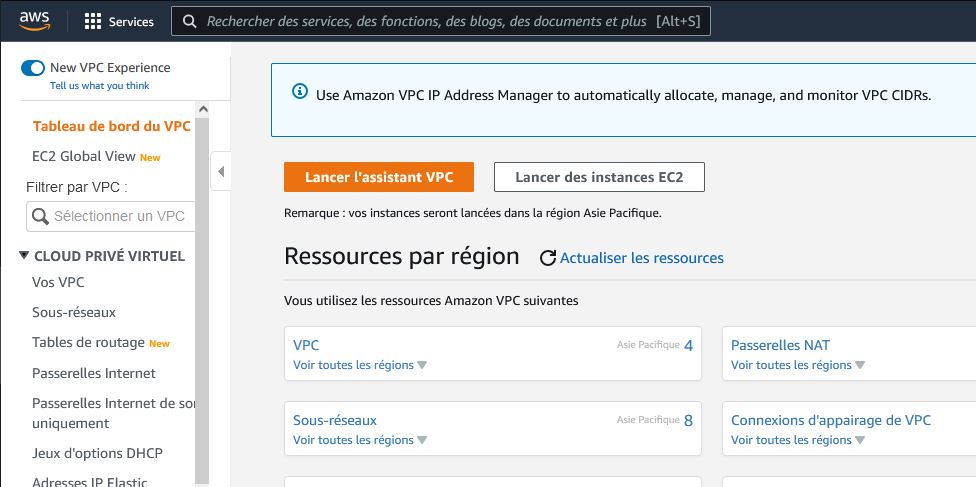 aws
Services
Rechercher des services, des fonctions, des blogs, des documents et plus [Alt+S]
New VPC Experience
Tell us what you think
Tableau de bord du VPC
EC2 Global View New
Filtrer par VPC :
Sélectionner un VPC
CLOUD PRIVÉ VIRTUEL
Vos VPC
Sous-réseaux
Tables de routage New
Passerelles Internet
Passerelles Internet de sor
uniquement
Jeux d'options DHCP
Adresses IP Elastic
Use Amazon VPC IP Address Manager to automatically allocate, manage, and monitor VPC CIDRs.
Lancer l'assistant VPC
Lancer des instances EC2
Remarque : vos instances seront lancées dans la région Asie Pacifique.
Ressources par région
Actualiser les ressources
Vous utilisez les ressources Amazon VPC suivantes
VPC
Asie Pacifique 4
Voir toutes les régions
Passerelles NAT
Voir toutes les régions
Sous-réseaux
Asie Pacifique 8
Voir toutes les régions
Connexions d'appairage de VPC
Voir toutes les régions